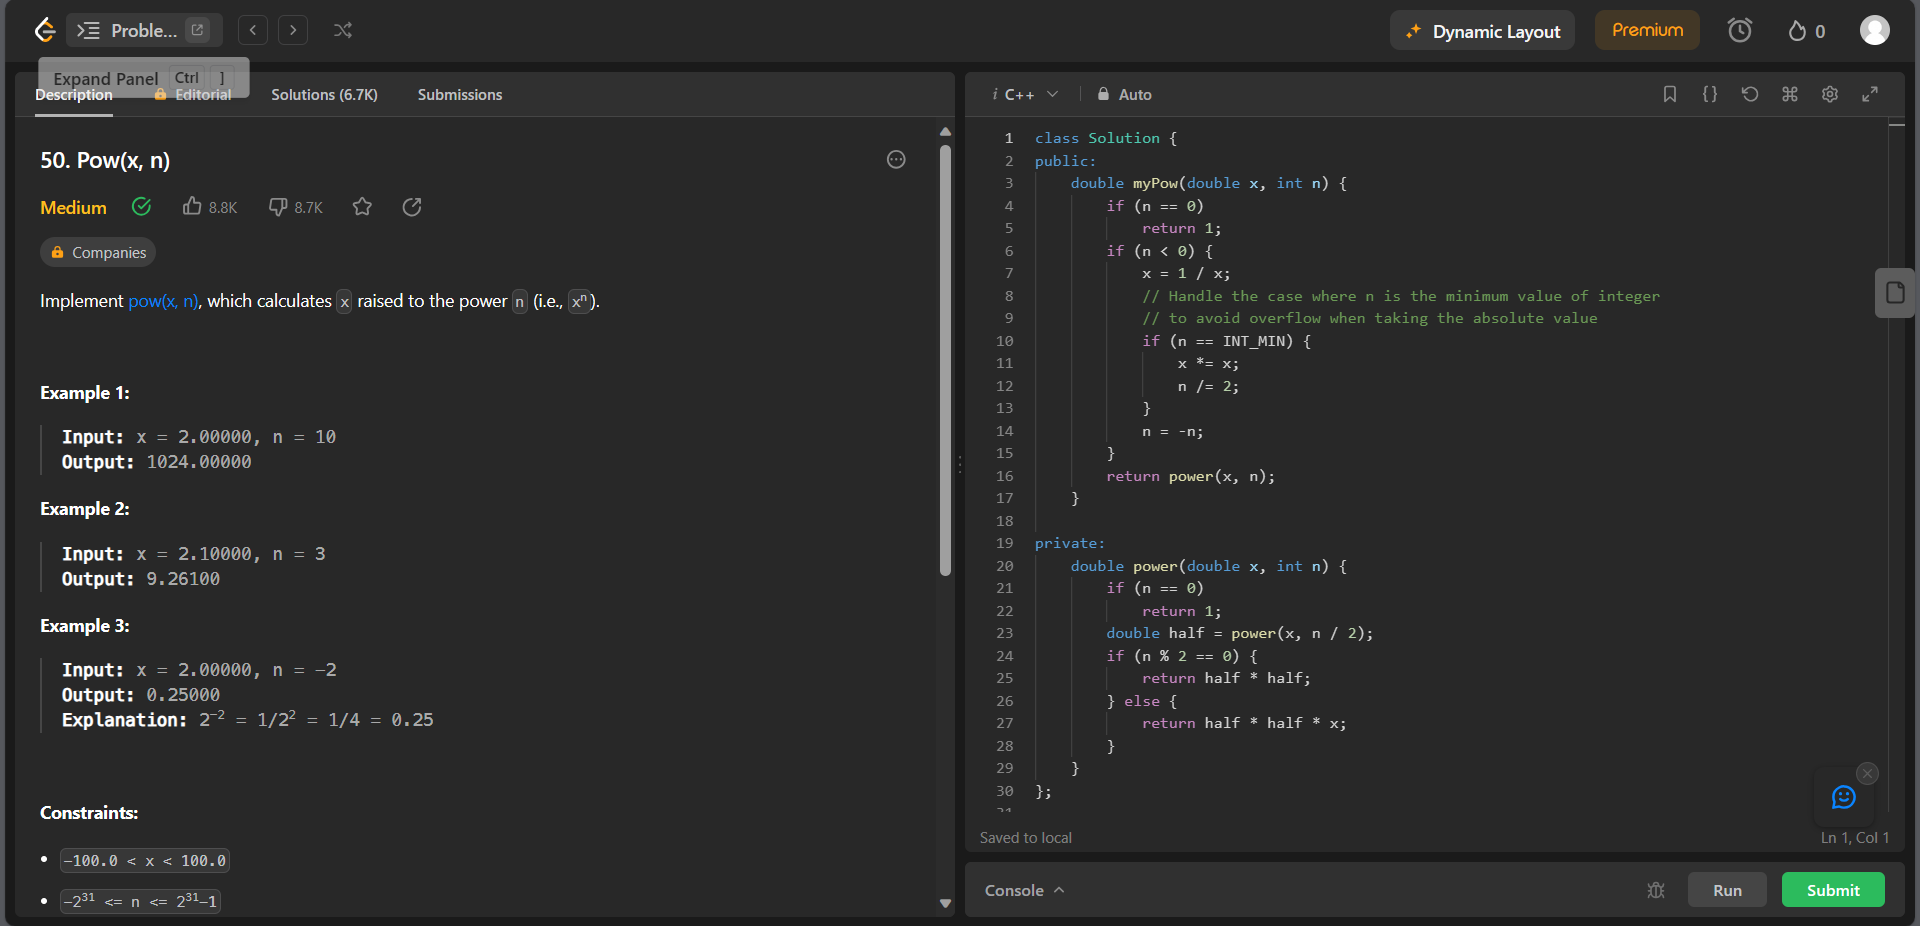 Proble...
Dynamic Layout
Premium
0
Expand Panel Ctrl ]
Description
Editorial
Solutions (6.7K)
Submissions
50. Pow(x, n)
Medium
8.8K
8.7K
Companies
Implement pow(x, n), which calculates x raised to the power n (i.e., xⁿ).
Example 1:
Input: x = 2.00000, n = 10
Output: 1024.00000
Example 2:
Input: x = 2.10000, n = 3
Output: 9.26100
Example 3:
Input: x = 2.00000, n = -2
Output: 0.25000
Explanation: 2⁻² = 1/2² = 1/4 = 0.25
Constraints:
• -100.0 < x < 100.0
• -2³¹ <= n <= 2³¹-1
i C++
Auto
{}
1 class Solution {
2 public:
3     double myPow(double x, int n) {
4         if (n == 0)
5             return 1;
6         if (n < 0) {
7             x = 1 / x;
8             // Handle the case where n is the minimum value of integer
9             // to avoid overflow when taking the absolute value
10             if (n == INT_MIN) {
11                 x *= x;
12                 n /= 2;
13             }
14             n = -n;
15         }
16         return power(x, n);
17     }
18
19 private:
20     double power(double x, int n) {
21         if (n == 0)
22             return 1;
23         double half = power(x, n / 2);
24         if (n % 2 == 0) {
25             return half * half;
26         } else {
27             return half * half * x;
28         }
29     }
30 };
31
Saved to local
Ln 1, Col 1
Console
Run
Submit